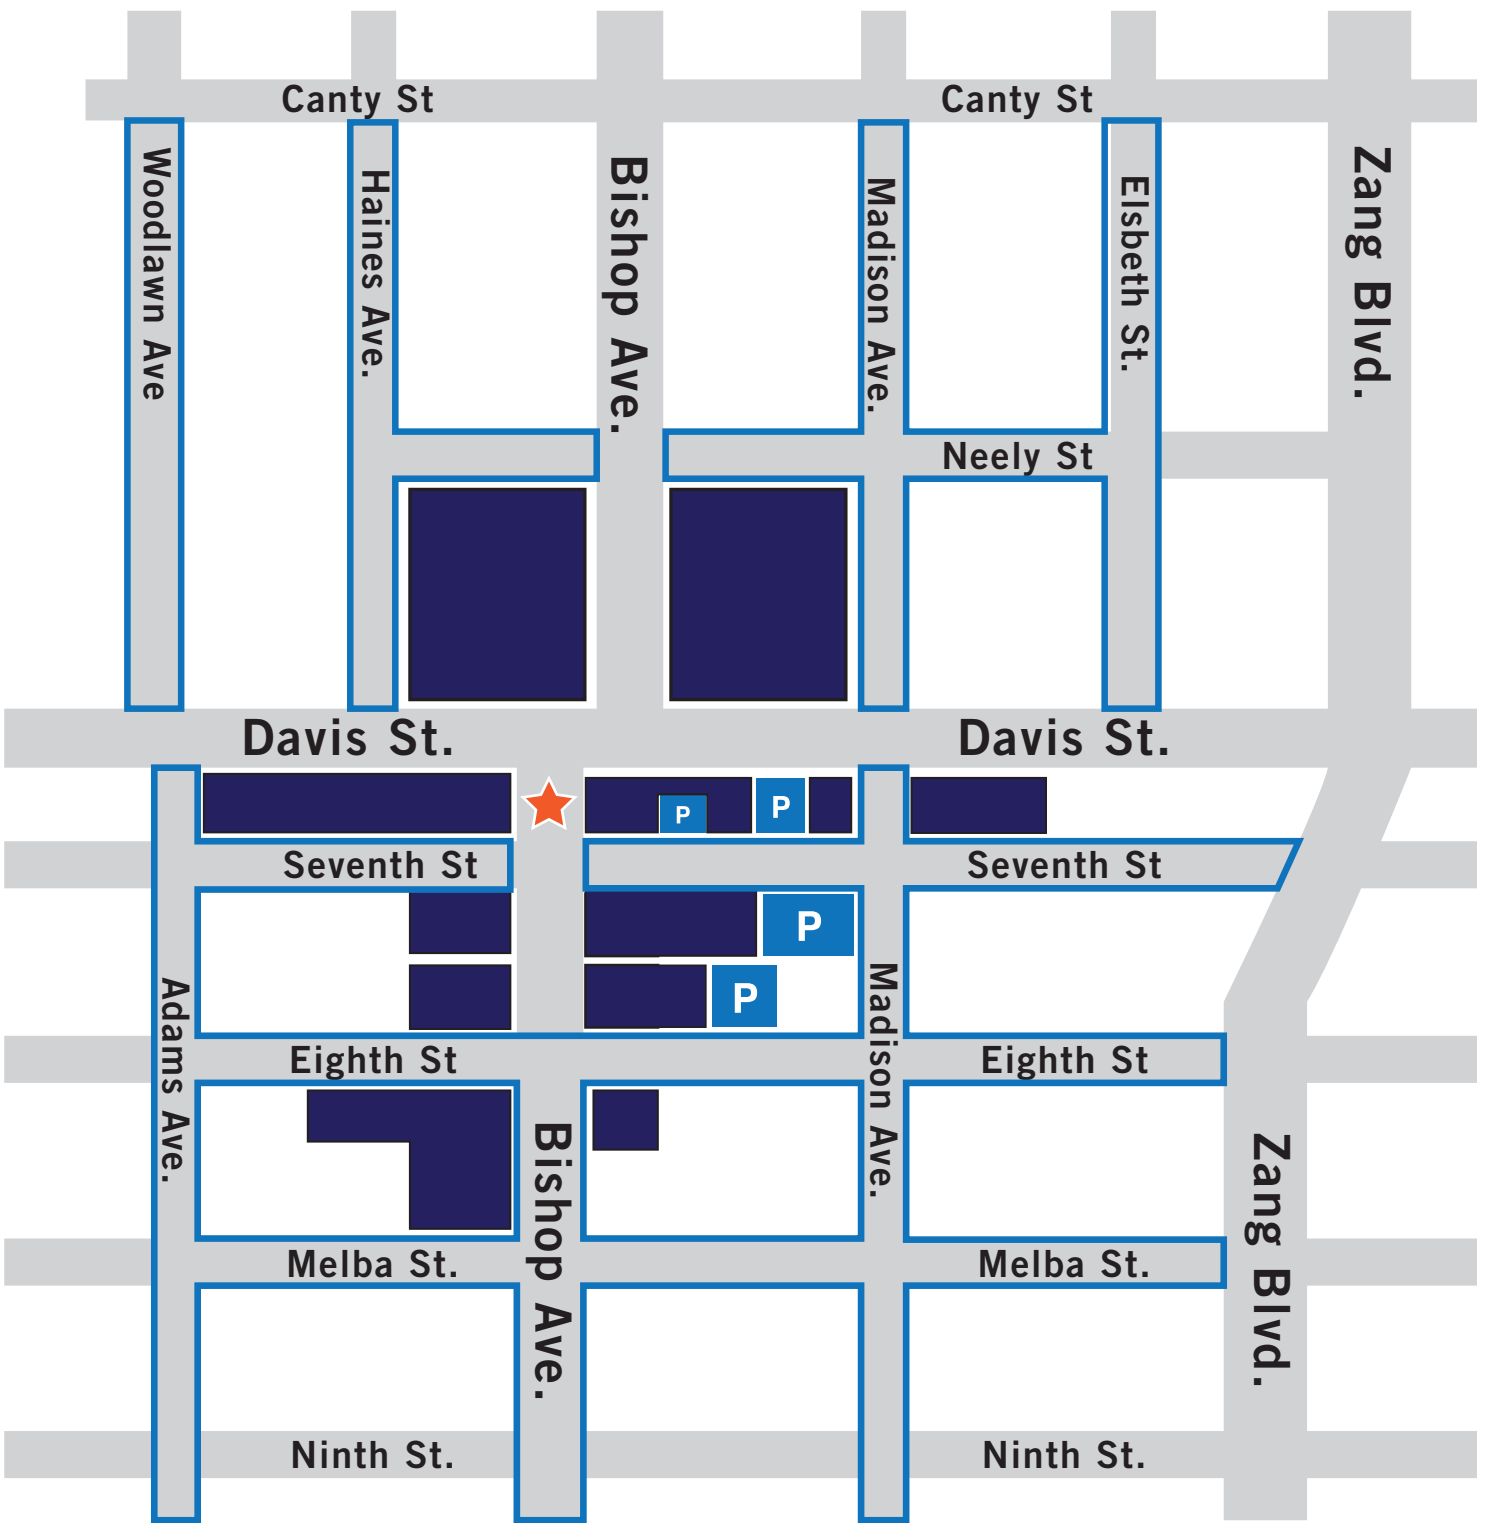 Canty St
Canty St
Woodlawn Ave
Haines Ave.
Bishop Ave.
Madison Ave.
Elsbeth St.
Zang Blvd.
Neely St
Davis St.
Davis St.
P
P
Seventh St
Seventh St
P
P
Adams Ave.
Madison Ave.
Eighth St
Eighth St
Bishop Ave.
Zang Blvd.
Melba St.
Melba St.
Ninth St.
Ninth St.